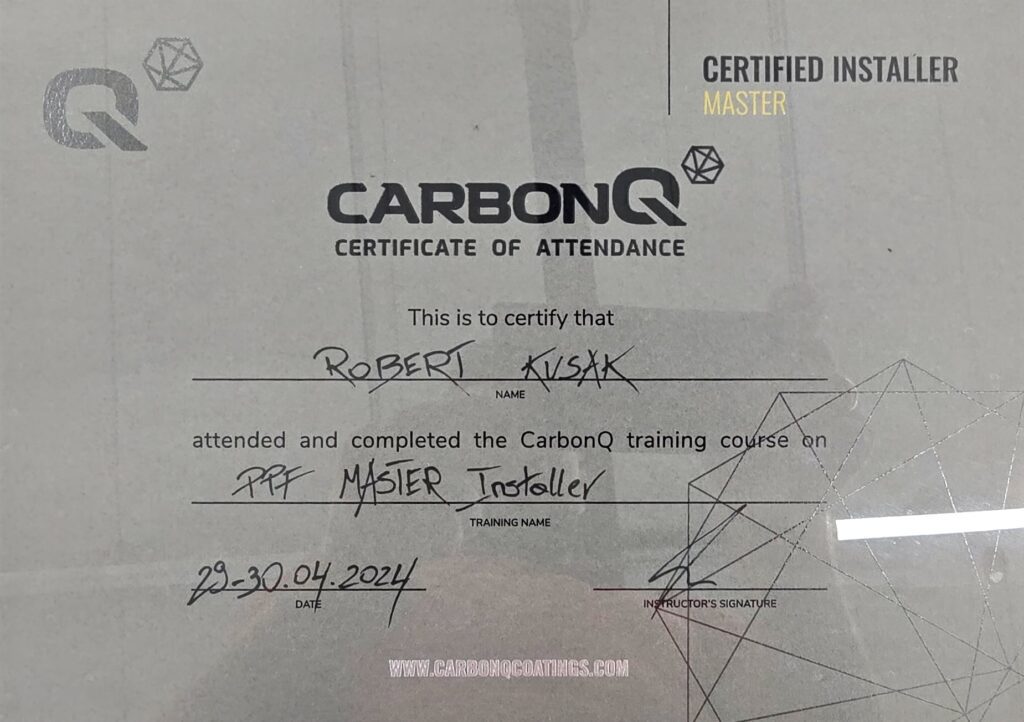 Q
CERTIFIED INSTALLER
MASTER
CARBONQ
CERTIFICATE OF ATTENDANCE
This is to certify that
ROBERT KUSAK
NAME
attended and completed the CarbonQ training course on
PPF MASTER Installer
TRAINING NAME
29-30.04.2024
DATE
INSTRUCTOR'S SIGNATURE
WWW.CARBONQCOATINGS.COM